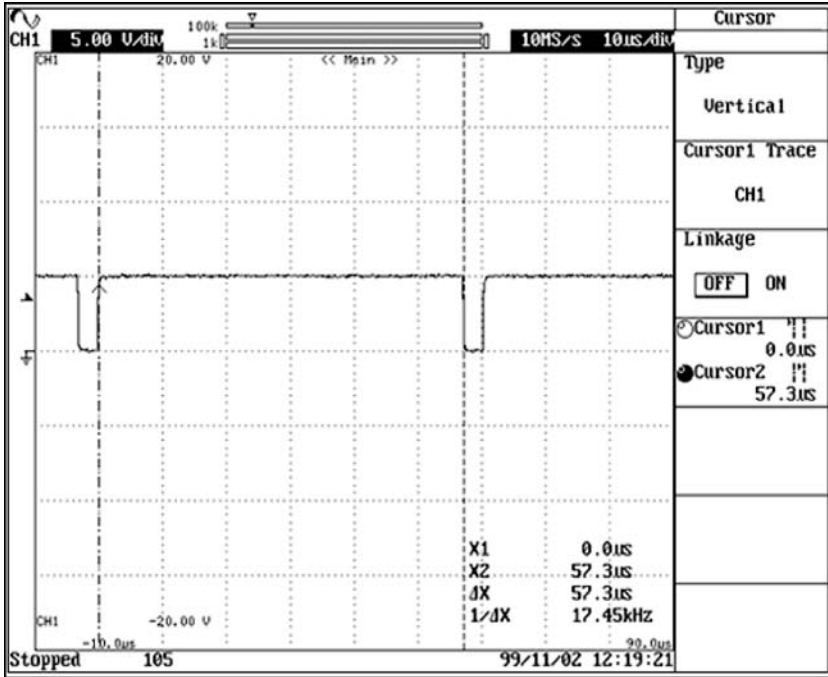 100k
1k
CH1 5.00 V/div
10MS/s 10us/div
CH1 20.00 V << Main >>
CH1 -20.00 V
-10.0us
90.0us
X1 0.0us
X2 57.3us
ΔX 57.3us
1/ΔX 17.45kHz
Stopped 105 99/11/02 12:19:21
Cursor
Type
Vertical
Cursor1 Trace
CH1
Linkage
OFF ON
Cursor1
0.0us
Cursor2
57.3us